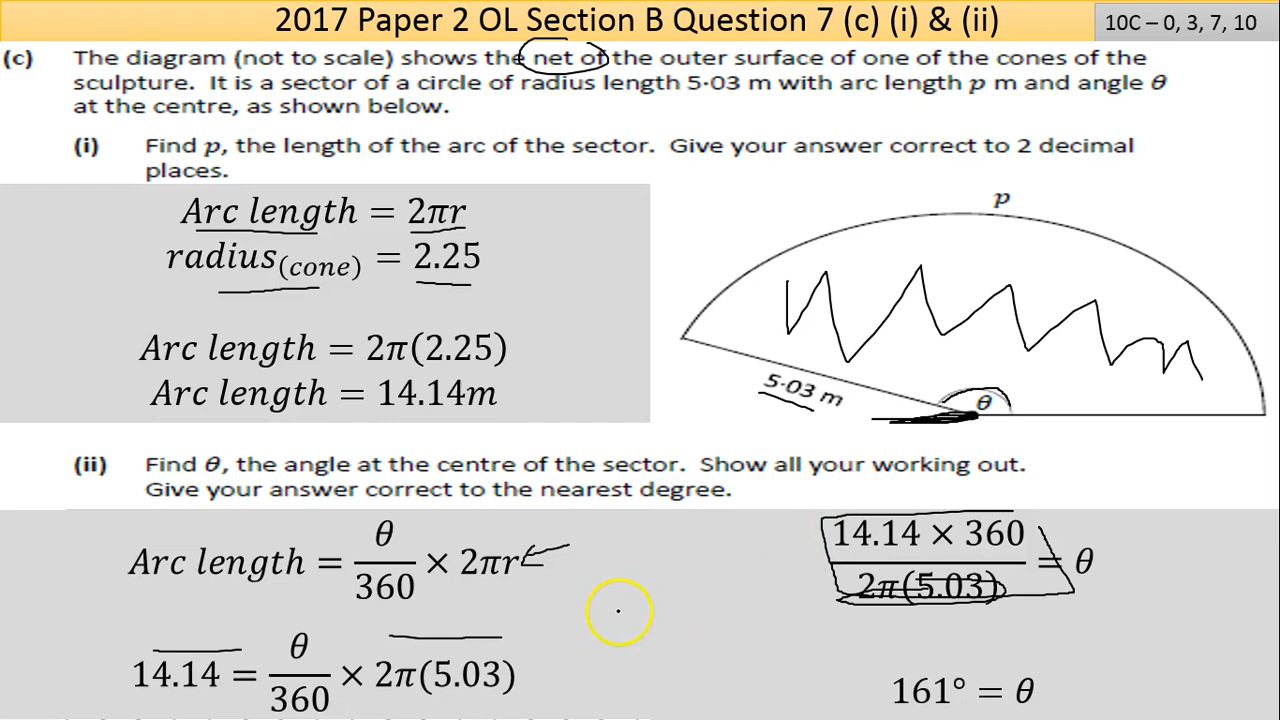 2017 Paper 2 OL Section B Question 7 (c) (i) & (ii)
10C – 0, 3, 7, 10
(c) The diagram (not to scale) shows the net of the outer surface of one of the cones of the
sculpture. It is a sector of a circle of radius length 5·03 m with arc length p m and angle θ
at the centre, as shown below.
(i) Find p, the length of the arc of the sector. Give your answer correct to 2 decimal
places.
Arc length = 2πr
radius(cone) = 2.25
Arc length = 2π(2.25)
Arc length = 14.14m
p
5·03 m
θ
(ii) Find θ, the angle at the centre of the sector. Show all your working out.
Give your answer correct to the nearest degree.
Arc length = θ/360 × 2πr
14.14 = θ/360 × 2π(5.03)
14.14 × 360 / 2π(5.03) = θ
161° = θ